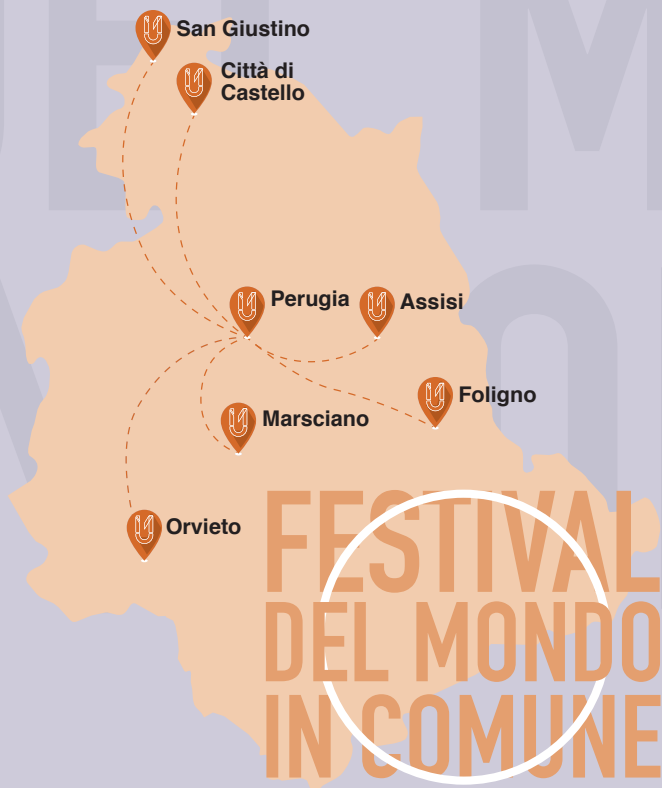 San Giustino
Città di
Castello
Perugia
Assisi
Foligno
Marsciano
Orvieto
FESTIVAL
DEL MONDO
IN COMUNE